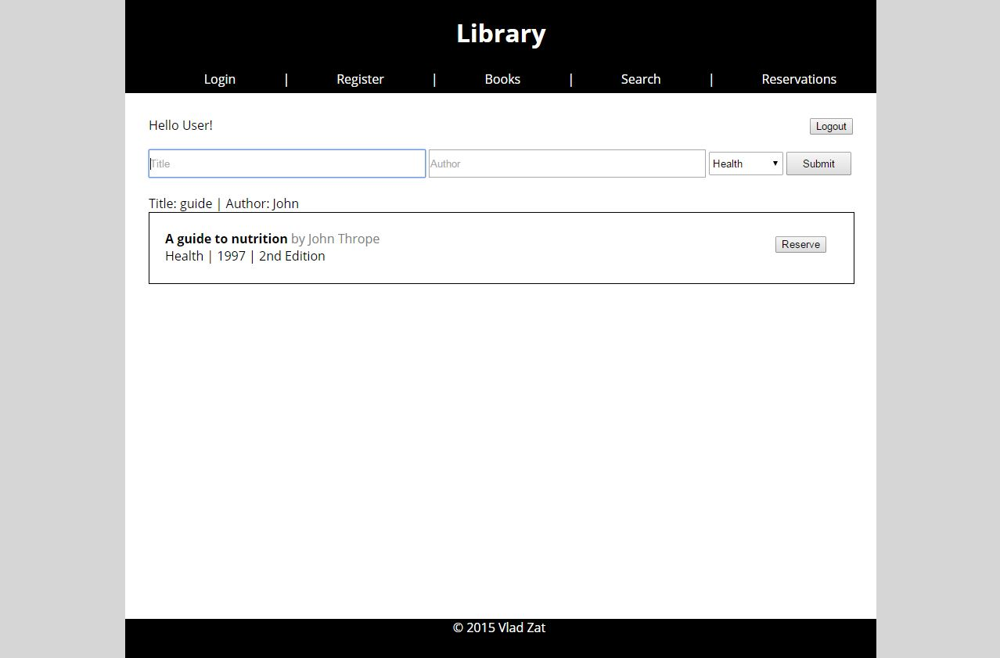 Library
Login | Register | Books | Search | Reservations
Hello User! Logout
Title Author Health Submit
Title: guide | Author: John
A guide to nutrition by John Thrope
Reserve
Health | 1997 | 2nd Edition
© 2015 Vlad Zat